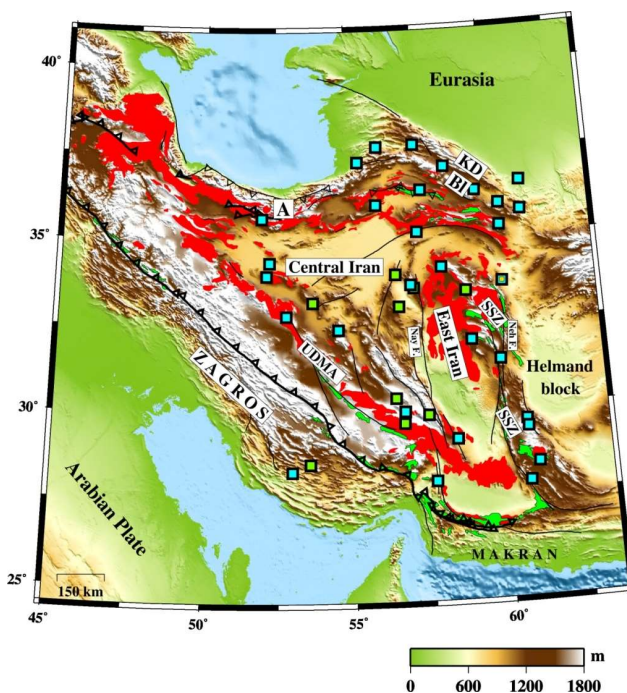 40°
Eurasia
KD
BL
A
35°
Central Iran
SSZ
East Iran
Nay F.
Neh F.
UDMA
Helmand
block
ZAGROS
30°
SSZ
Arabian Plate
MAKRAN
25°
150 km
45°
50°
55°
60°
m
0
600
1200
1800